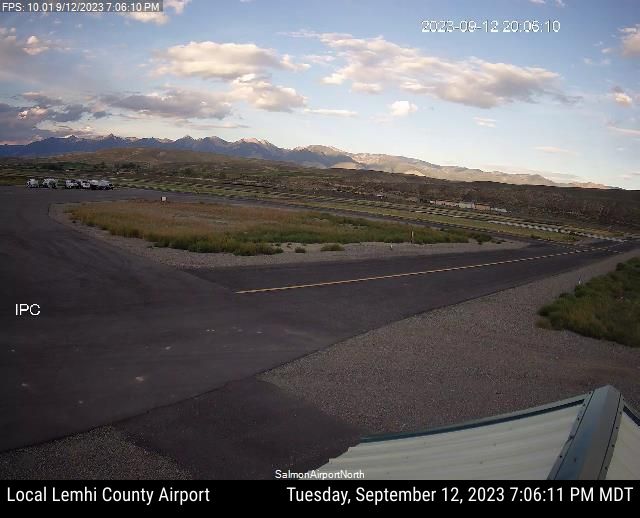 FPS: 10.01 9/12/2023 7:06:10 PM
2023-09-12 20:06:10
IPC
SalmonAirportNorth
Local Lemhi County Airport
Tuesday, September 12, 2023 7:06:11 PM MDT